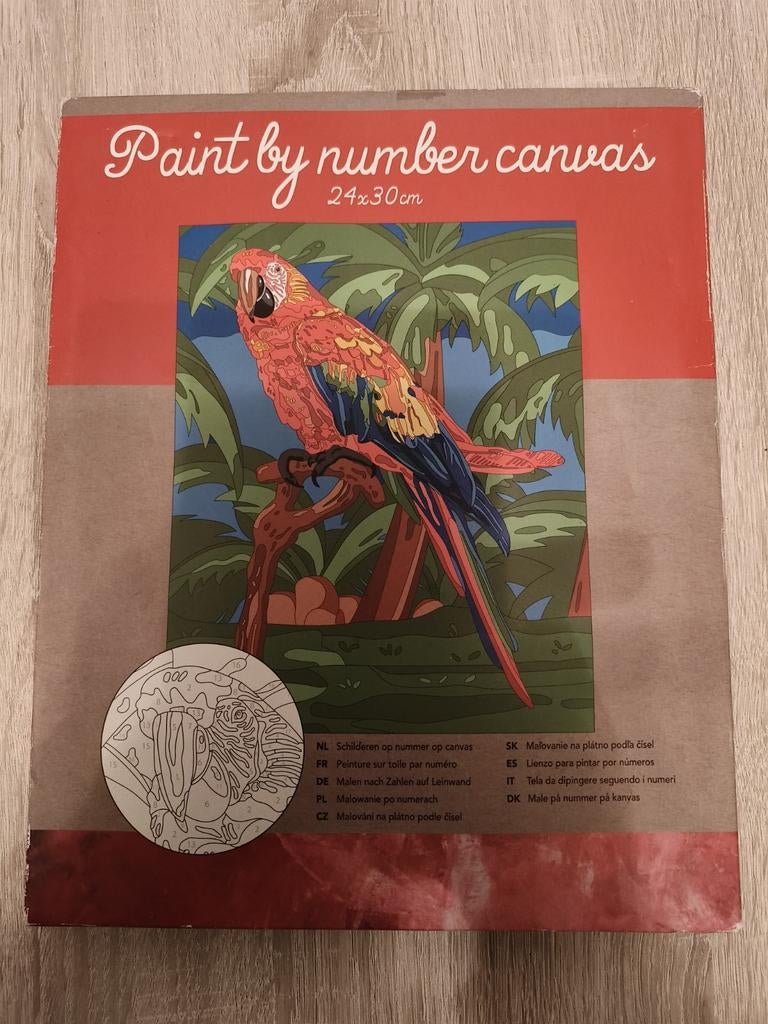 Paint by number canvas
24x30cm
NL Schilderen op nummer op canvas
FR Peinture sur toile par numéro
DE Malen nach Zahlen auf Leinwand
PL Malowanie po numerach
CZ Malování na plátno podle čísel
SK Maľovanie na plátno podľa čísel
ES Lienzo para pintar por números
IT Tela da dipingere seguendo i numeri
DK Male på nummer på kanvas